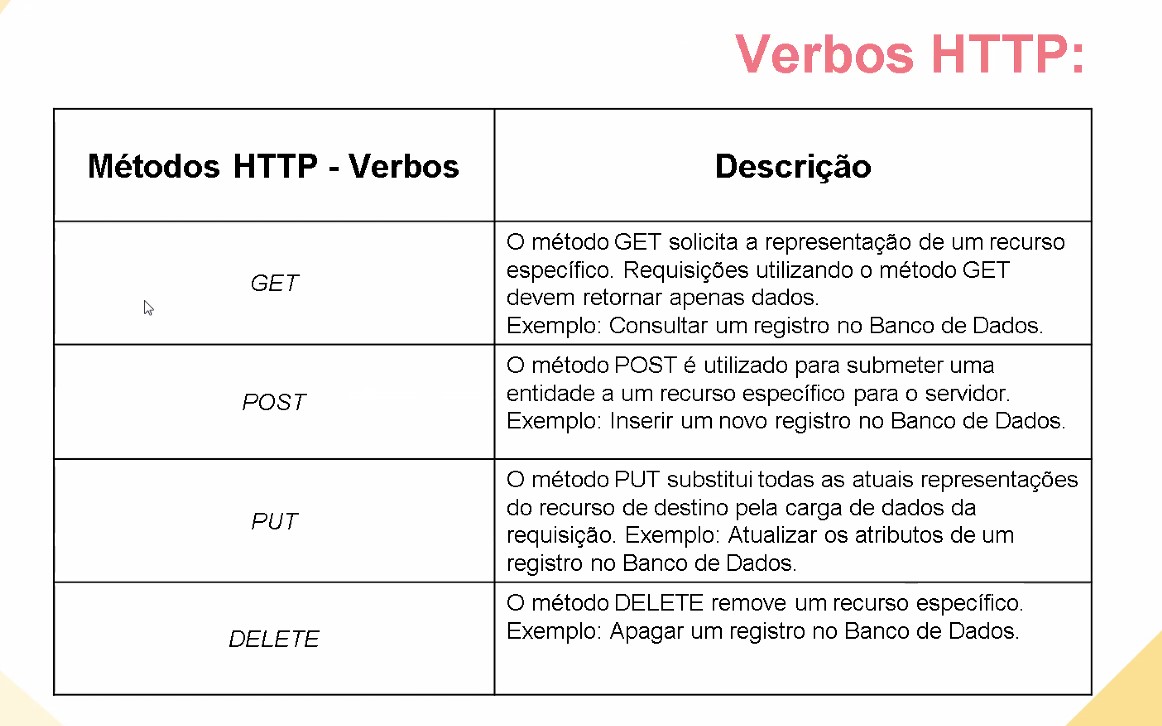 Verbos HTTP:
Métodos HTTP - Verbos
Descrição
GET
O método GET solicita a representação de um recurso
específico. Requisições utilizando o método GET
devem retornar apenas dados.
Exemplo: Consultar um registro no Banco de Dados.
POST
O método POST é utilizado para submeter uma
entidade a um recurso específico para o servidor.
Exemplo: Inserir um novo registro no Banco de Dados.
PUT
O método PUT substitui todas as atuais representações
do recurso de destino pela carga de dados da
requisição. Exemplo: Atualizar os atributos de um
registro no Banco de Dados.
DELETE
O método DELETE remove um recurso específico.
Exemplo: Apagar um registro no Banco de Dados.